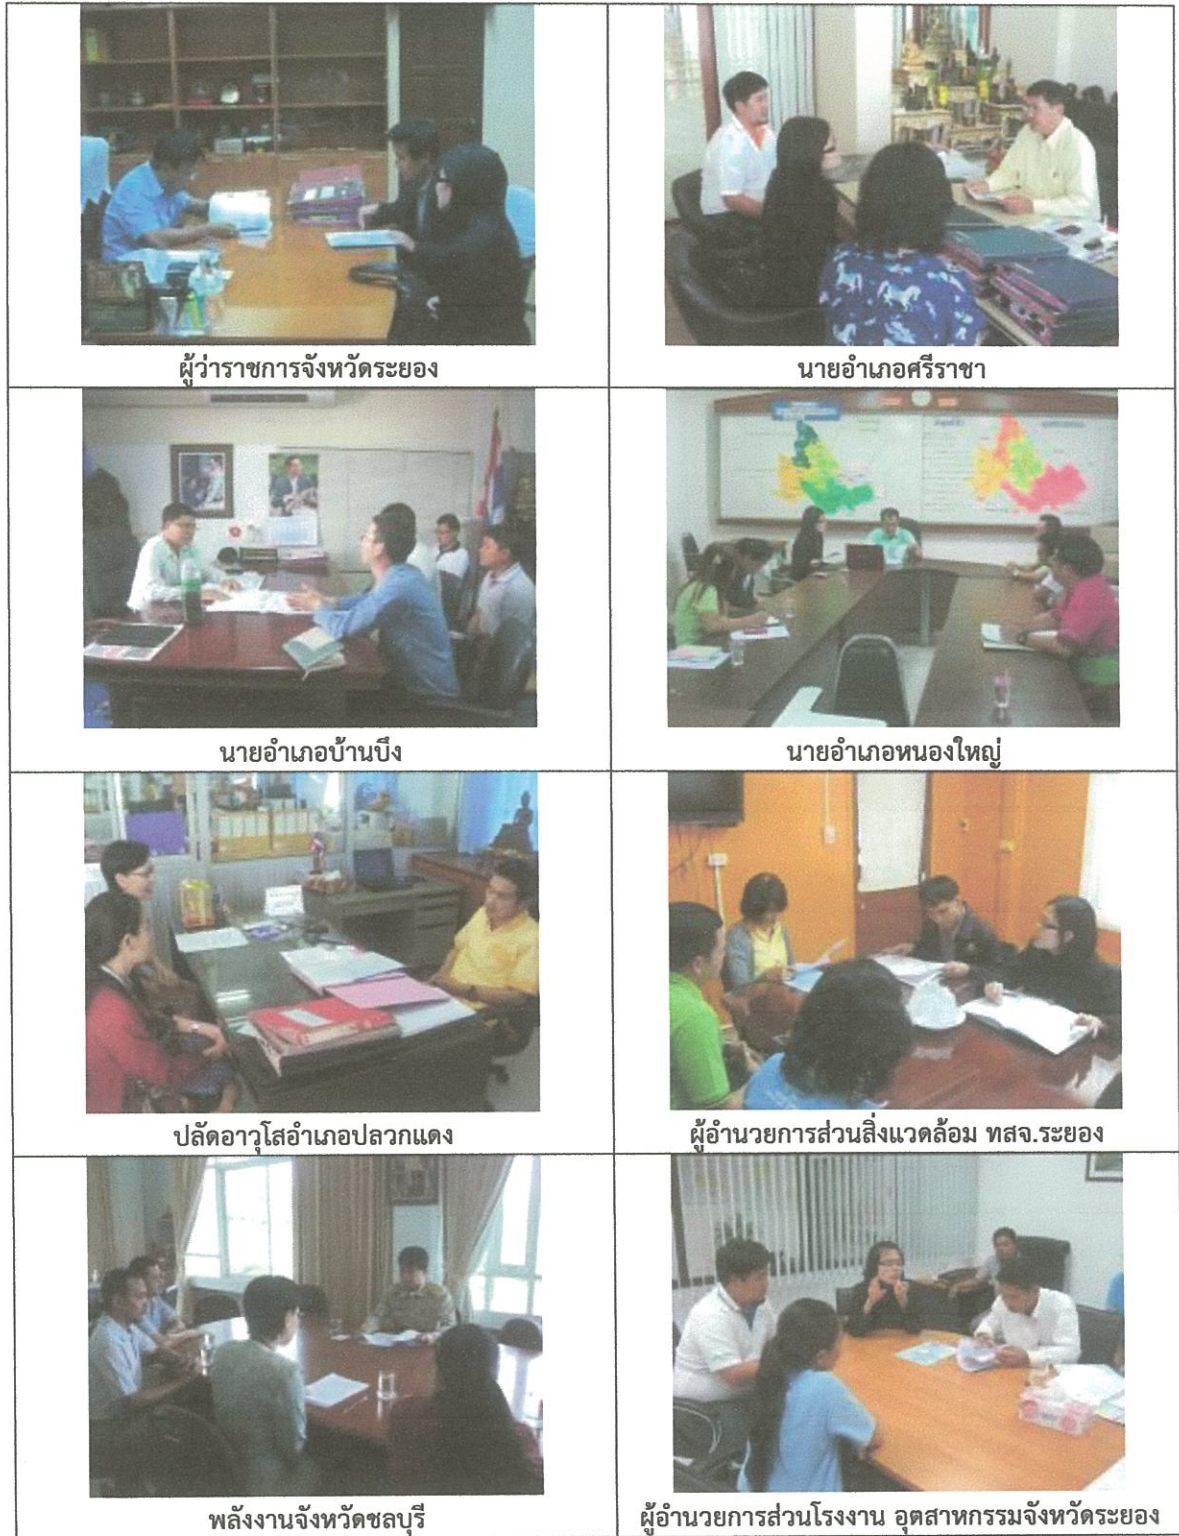 ผู้ว่าราชการจังหวัดระยอง
นายอำเภอศรีราชา
นายอำเภอบ้านบึง
นายอำเภอหนองใหญ่
ปลัดอาวุโสอำเภอปลวกแดง
ผู้อำนวยการส่วนสิ่งแวดล้อม ทสจ.ระยอง
พลังงานจังหวัดชลบุรี
ผู้อำนวยการส่วนโรงงาน อุตสาหกรรมจังหวัดระยอง